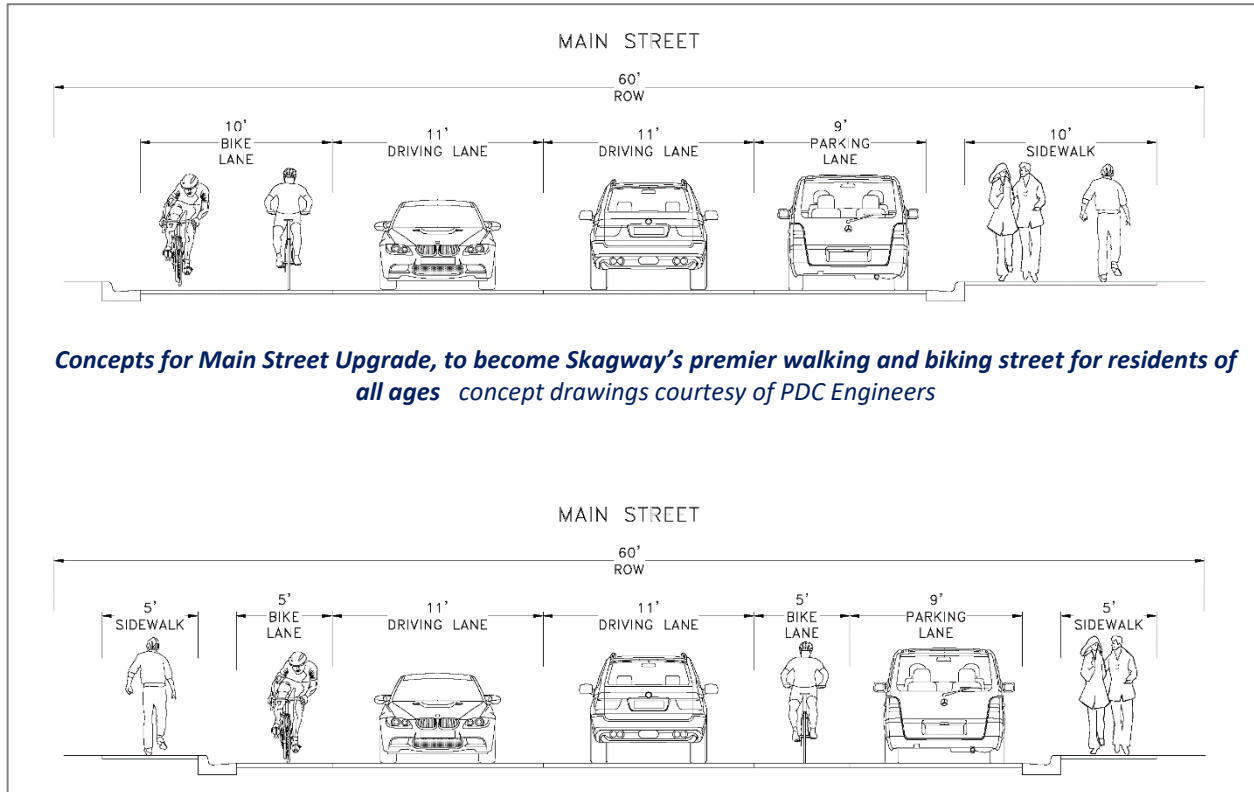 MAIN STREET
60'
ROW
10'
BIKE
LANE
11'
DRIVING LANE
11'
DRIVING LANE
9'
PARKING
LANE
10'
SIDEWALK
Concepts for Main Street Upgrade, to become Skagway's premier walking and biking street for residents of
all ages concept drawings courtesy of PDC Engineers
MAIN STREET
60'
ROW
5'
SIDEWALK
5'
BIKE
LANE
11'
DRIVING LANE
11'
DRIVING LANE
5'
BIKE
LANE
9'
PARKING
LANE
5'
SIDEWALK